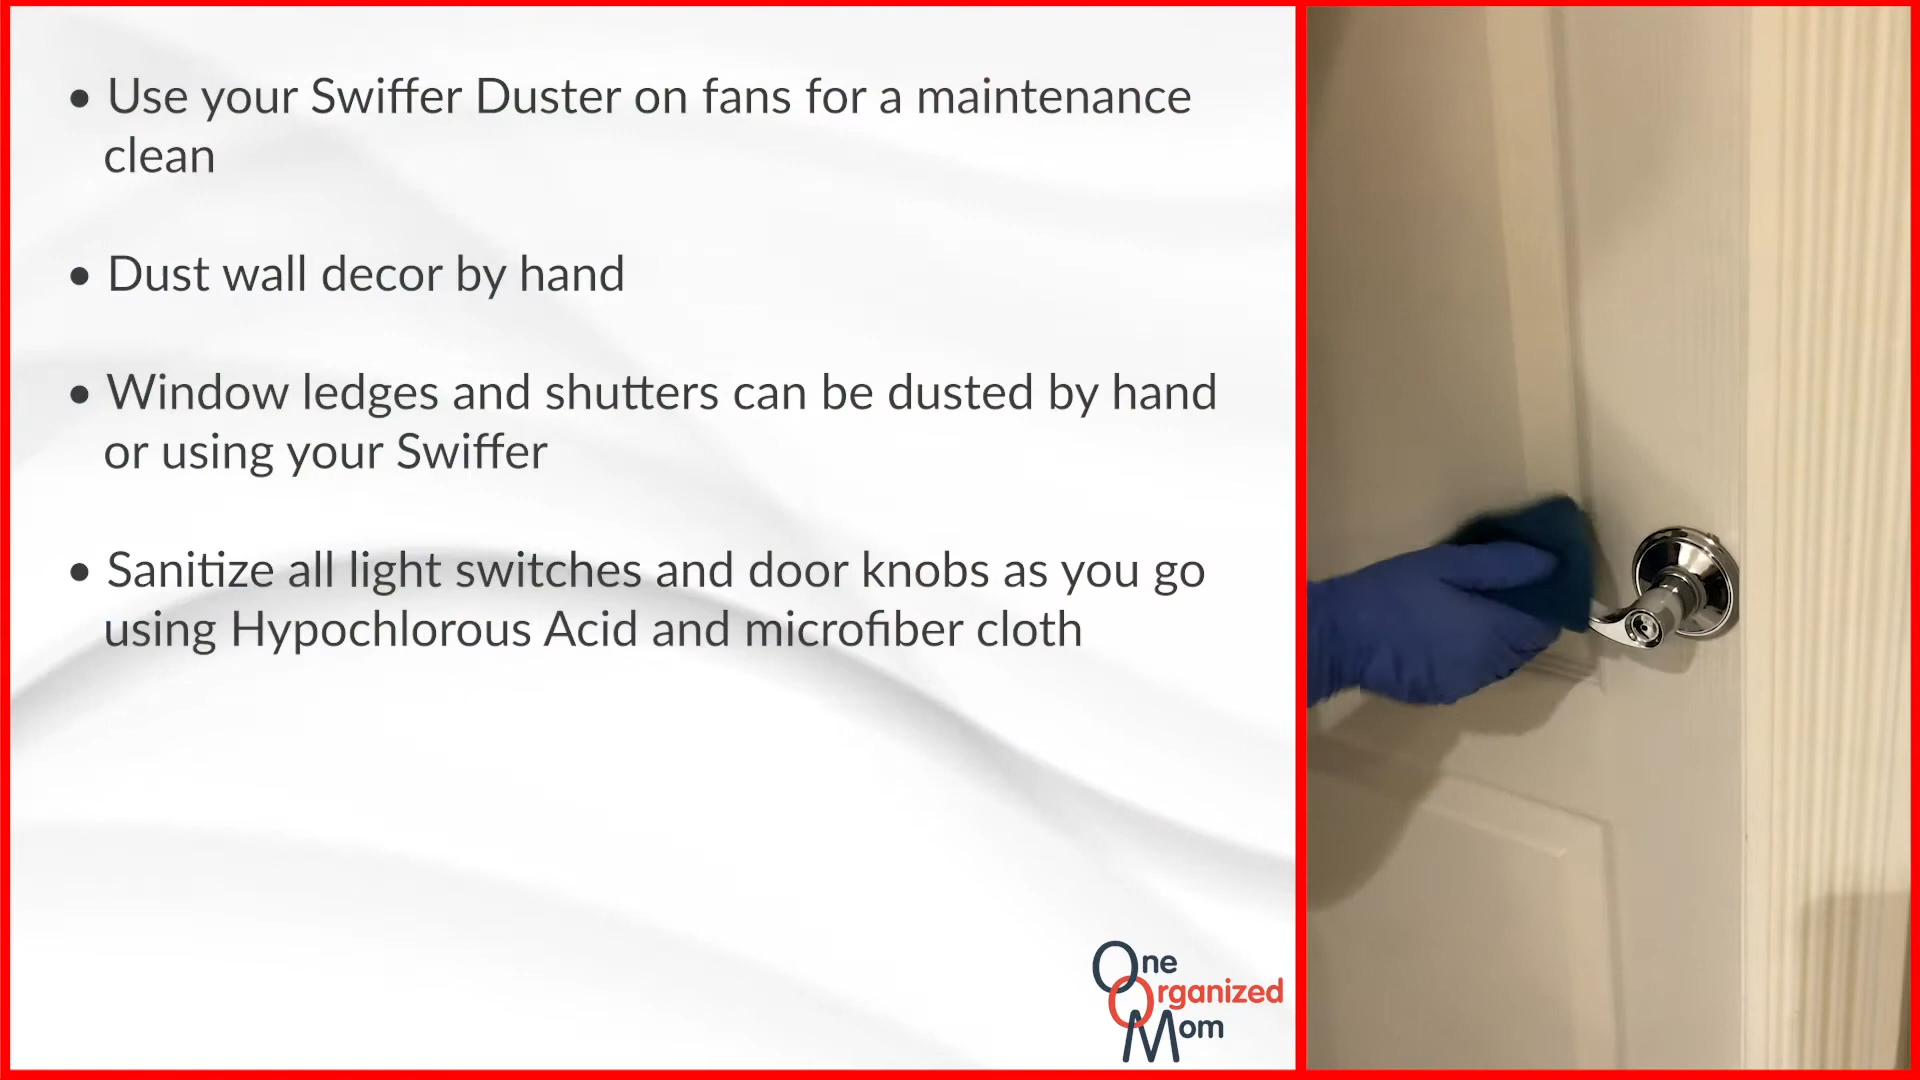 • Use your Swiffer Duster on fans for a maintenance
clean
• Dust wall decor by hand
• Window ledges and shutters can be dusted by hand
or using your Swiffer
• Sanitize all light switches and door knobs as you go
using Hypochlorous Acid and microfiber cloth
One
Organized
Mom